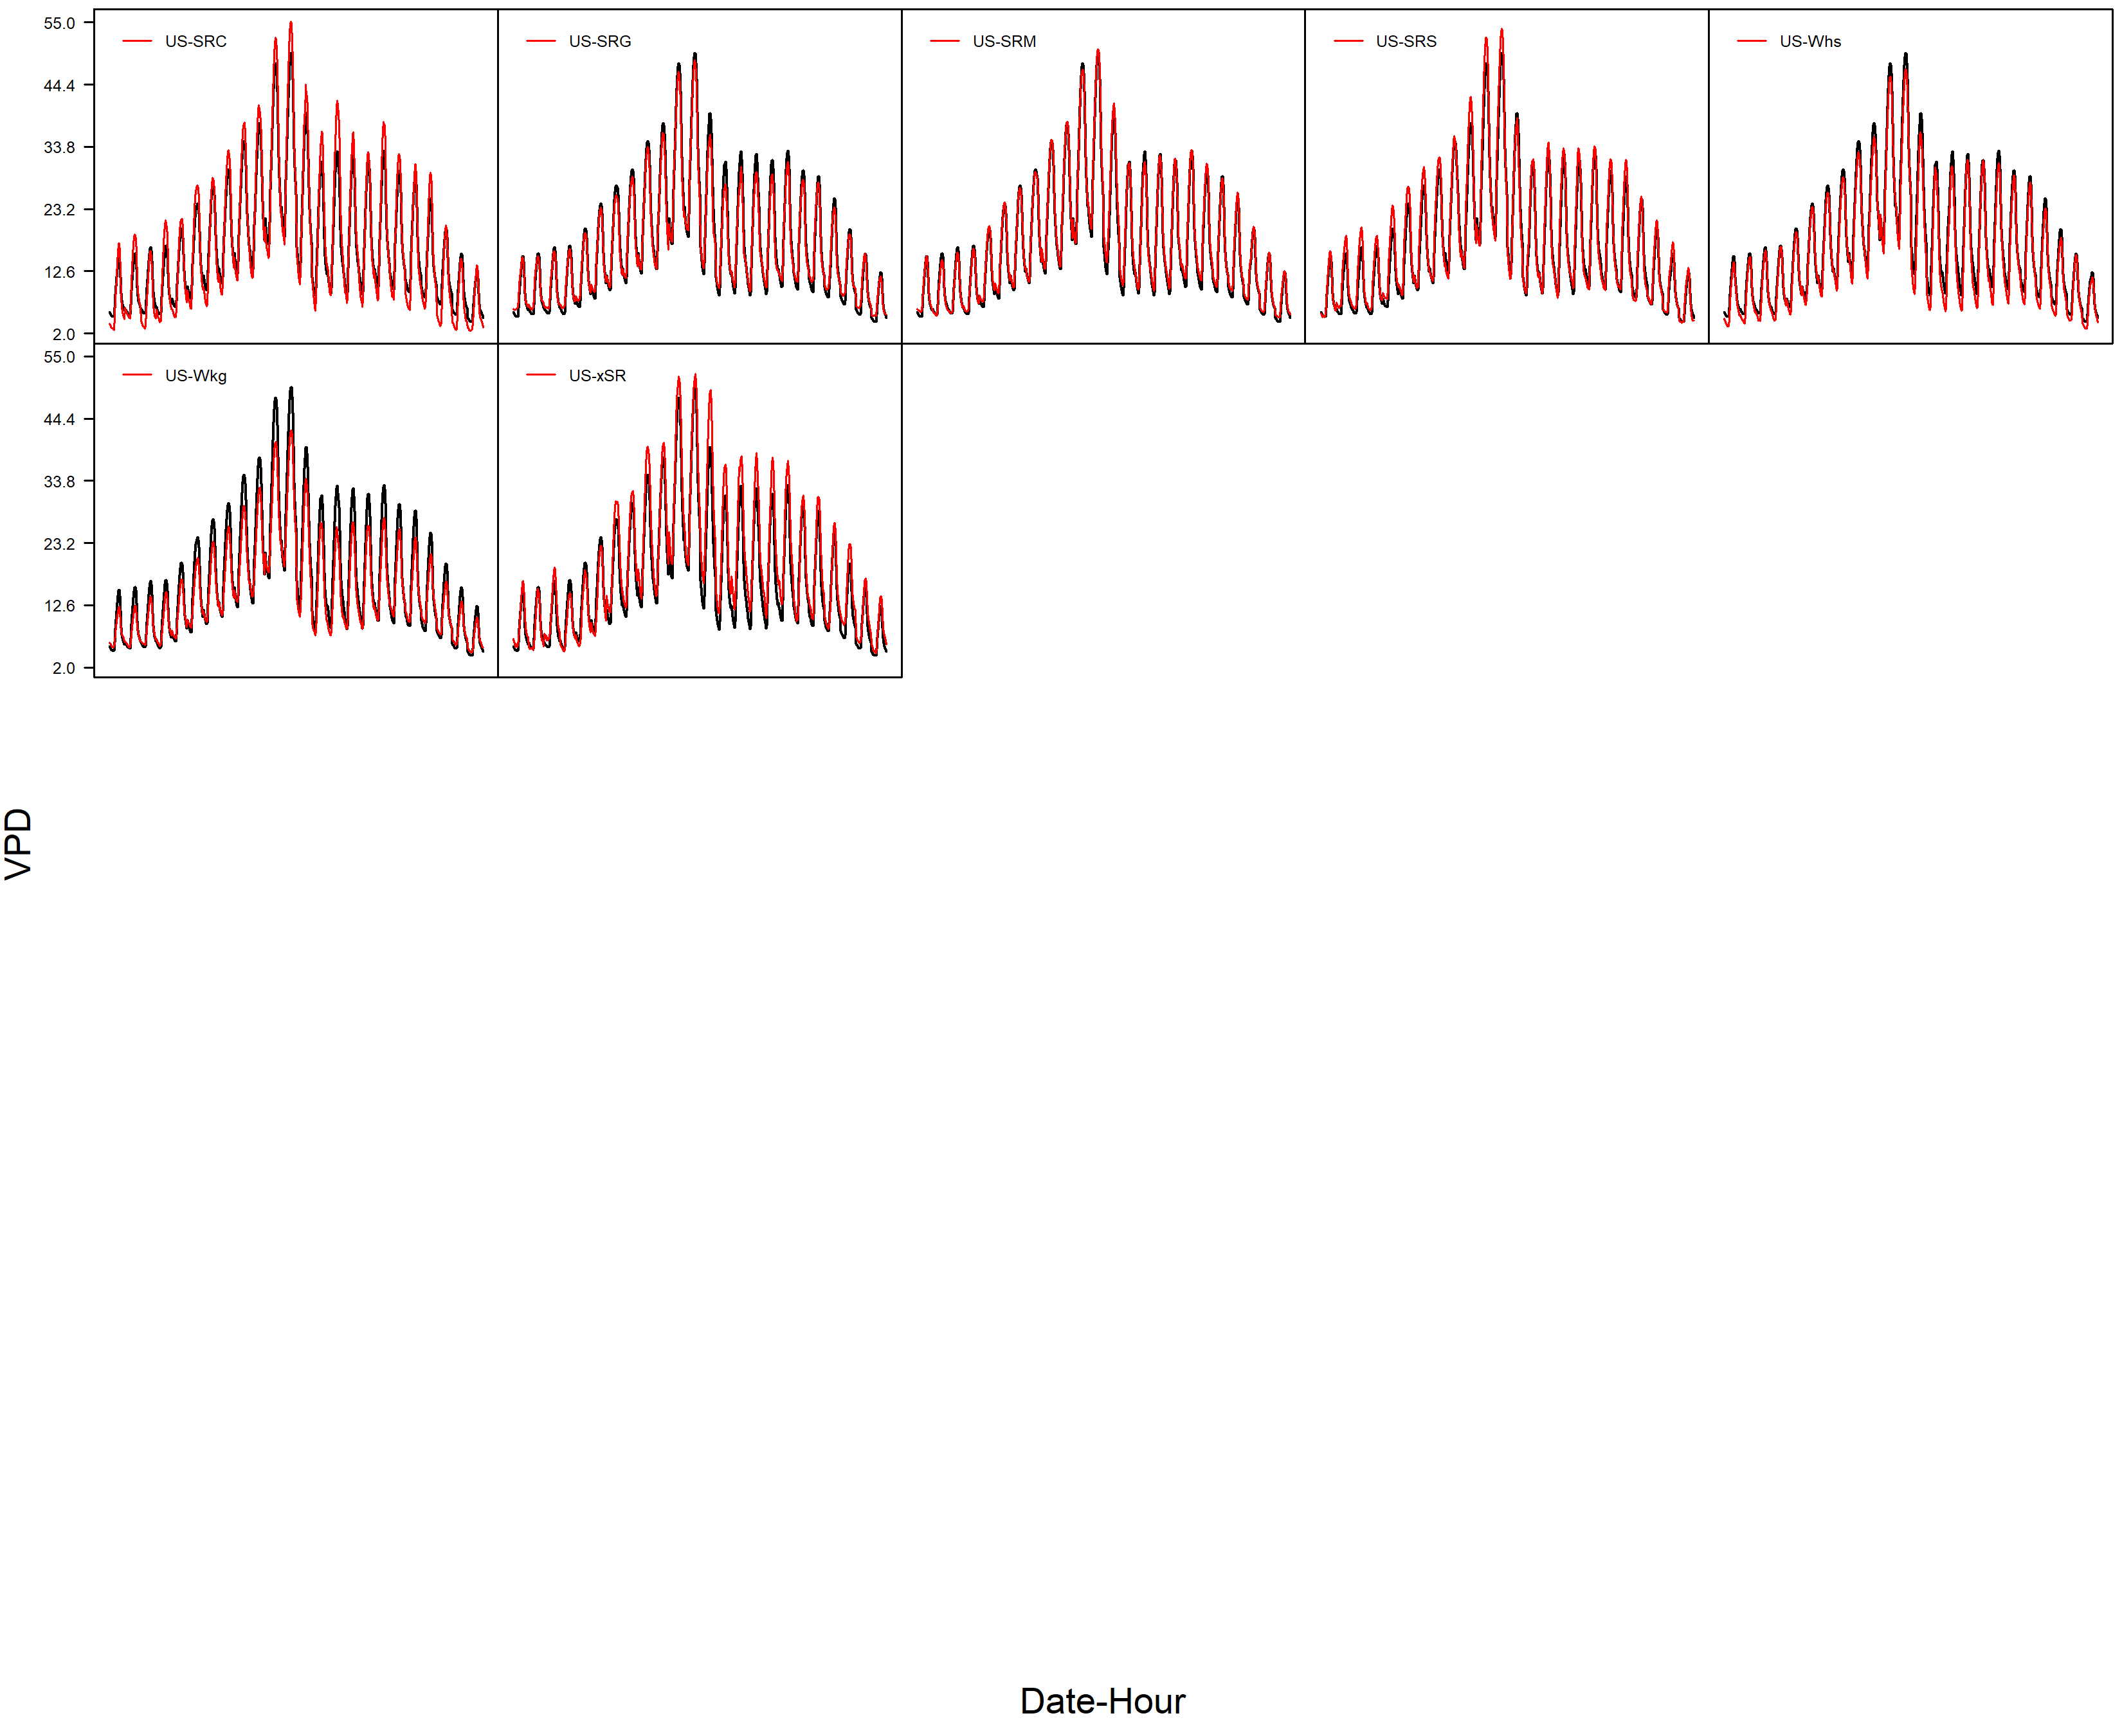 55.0
44.4
33.8
23.2
12.6
2.0
US-SRC
US-SRG
US-SRM
US-SRS
US-Whs
55.0
44.4
33.8
23.2
12.6
2.0
US-Wkg
US-xSR
VPD
Date-Hour